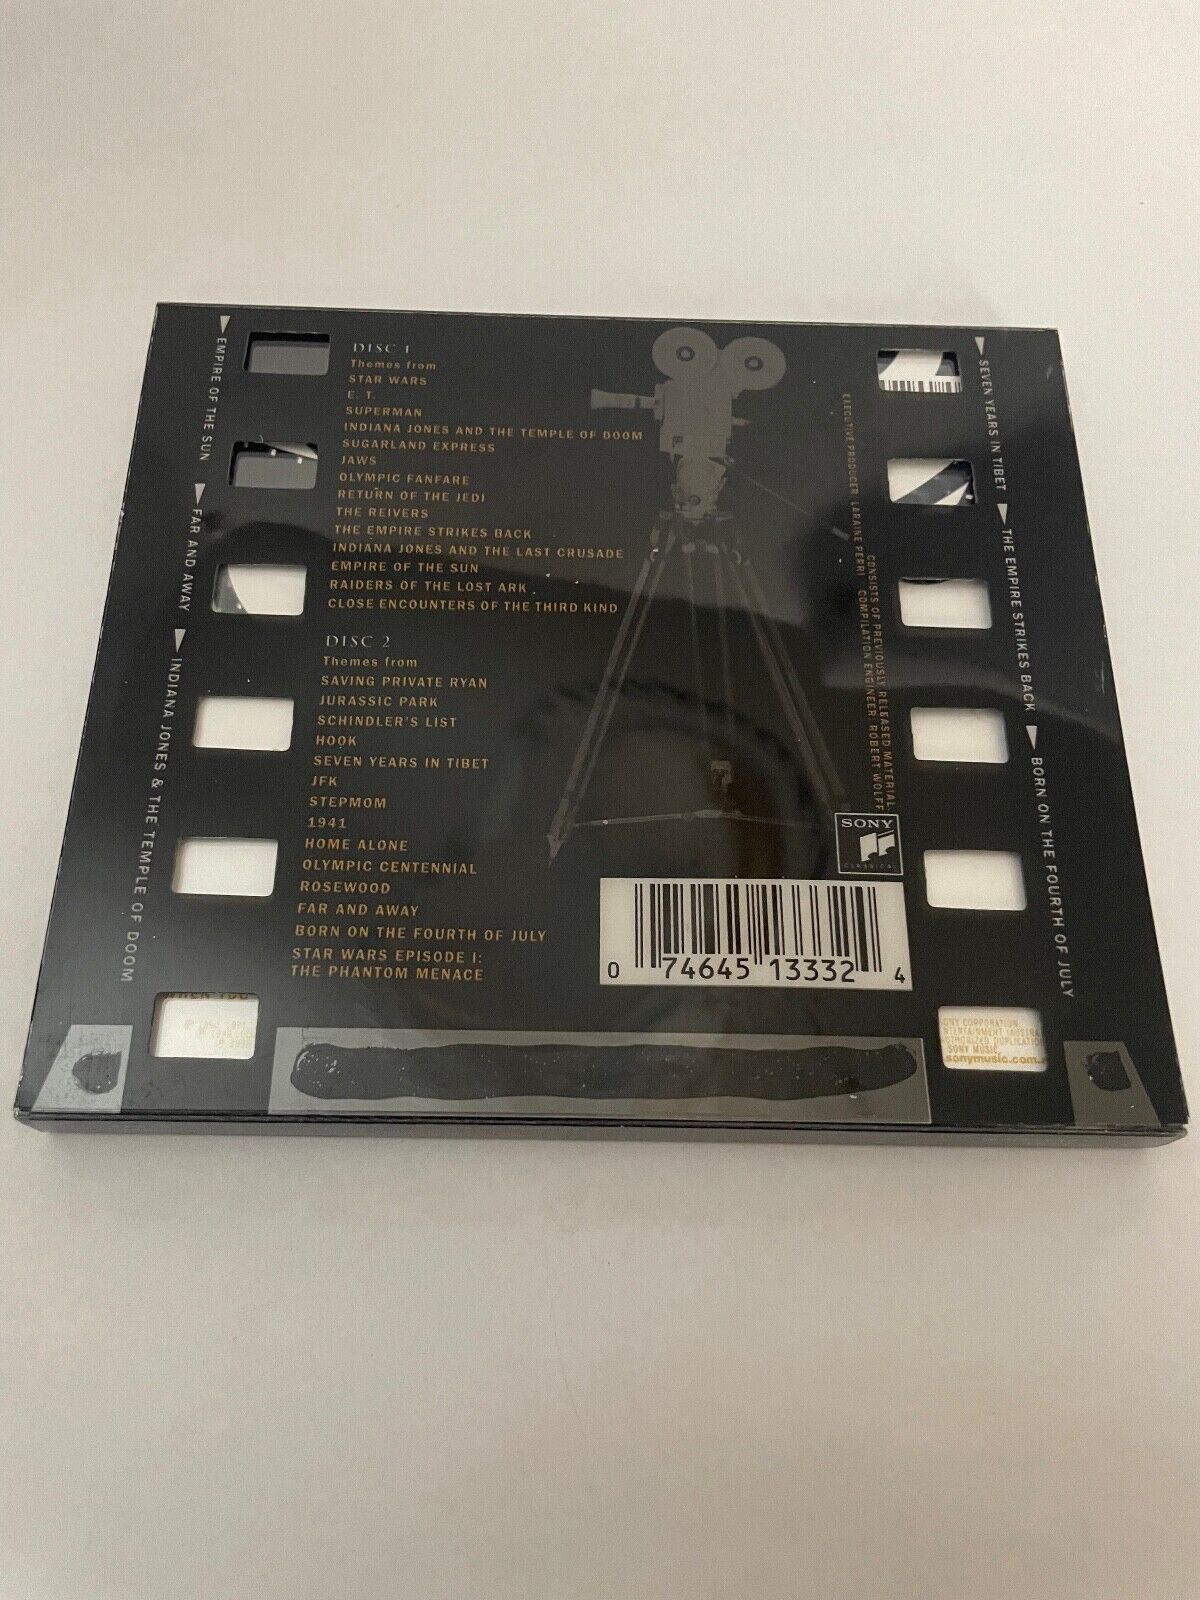 EMPIRE OF THE SUN
FAR AND AWAY
INDIANA JONES & THE TEMPLE OF DOOM
DISC 1
Themes from
STAR WARS
E. T.
SUPERMAN
INDIANA JONES AND THE TEMPLE OF DOOM
SUGARLAND EXPRESS
JAWS
OLYMPIC FANFARE
RETURN OF THE JEDI
THE REIVERS
THE EMPIRE STRIKES BACK
INDIANA JONES AND THE LAST CRUSADE
EMPIRE OF THE SUN
RAIDERS OF THE LOST ARK
CLOSE ENCOUNTERS OF THE THIRD KIND
DISC 2
Themes from
SAVING PRIVATE RYAN
JURASSIC PARK
SCHINDLER'S LIST
HOOK
SEVEN YEARS IN TIBET
JFK
STEPMOM
1941
HOME ALONE
OLYMPIC CENTENNIAL
ROSEWOOD
FAR AND AWAY
BORN ON THE FOURTH OF JULY
STAR WARS EPISODE I:
THE PHANTOM MENACE
CONSISTS OF PREVIOUSLY RELEASED MATERIAL
EXECUTIVE PRODUCER: LARAINE PERRI COMPILATION ENGINEER: ROBERT WOLFF
SONY
CLASSICAL
0 74645 13332 4
SEVEN YEARS IN TIBET
THE EMPIRE STRIKES BACK
BORN ON THE FOURTH OF JULY
ONY CORPORATION
SONY MUSIC
sonymusic.com